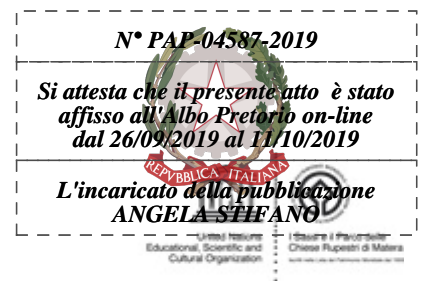 N° PAP-04587-2019
Si attesta che il presente atto è stato
affisso all'Albo Pretorio on-line
dal 26/09/2019 al 11/10/2019
REPVBBLICA ITALIANA
L'incaricato della pubblicazione
ANGELA STIFANO
United Nations
Educational, Scientific and
Cultural Organization
I Sassi e il Parco delle
Chiese Rupestri di Matera